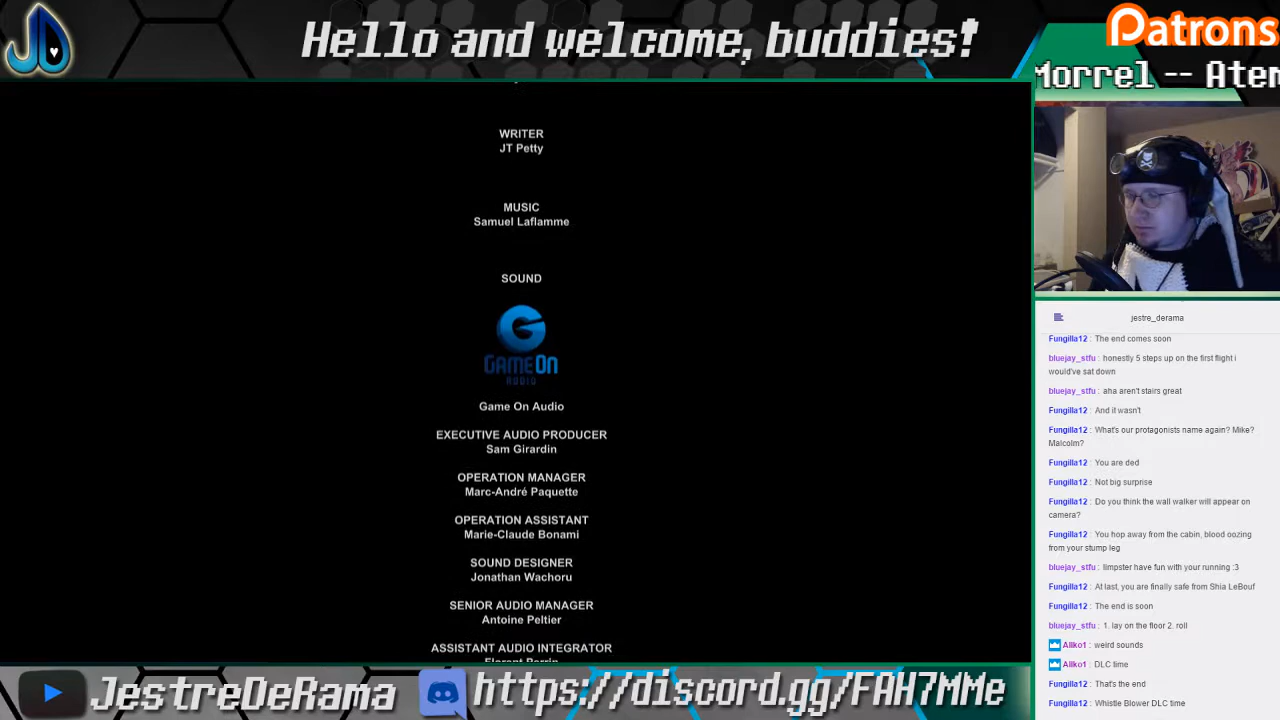 Hello and welcome, buddies!
Patrons
Morrel -- Atem
WRITER
JT Petty
MUSIC
Samuel Laflamme
SOUND
GAMEON
AUDIO
Game On Audio
EXECUTIVE AUDIO PRODUCER
Sam Girardin
OPERATION MANAGER
Marc-André Paquette
OPERATION ASSISTANT
Marie-Claude Bonami
SOUND DESIGNER
Jonathan Wachoru
SENIOR AUDIO MANAGER
Antoine Peltier
ASSISTANT AUDIO INTEGRATOR
Florent Perrin
jestre_derama
Fungilla12 : The end comes soon
bluejay_stfu : honestly 5 steps up on the first flight i
would've sat down
bluejay_stfu : aha aren't stairs great
Fungilla12 : And it wasn't
Fungilla12 : What's our protagonists name again? Mike?
Malcolm?
Fungilla12 : You are ded
Fungilla12 : Not big surprise
Fungilla12 : Do you think the wall walker will appear on
camera?
Fungilla12 : You hop away from the cabin, blood oozing
from your stump leg
bluejay_stfu : limpster have fun with your running :3
Fungilla12 : At last, you are finally safe from Shia LeBouf
Fungilla12 : The end is soon
bluejay_stfu : 1. lay on the floor 2. roll
Aliko1 : weird sounds
Aliko1 : DLC time
Fungilla12 : That's the end
Fungilla12 : Whistle Blower DLC time
JestreDeRama
https://discord.gg/FAH7MMe